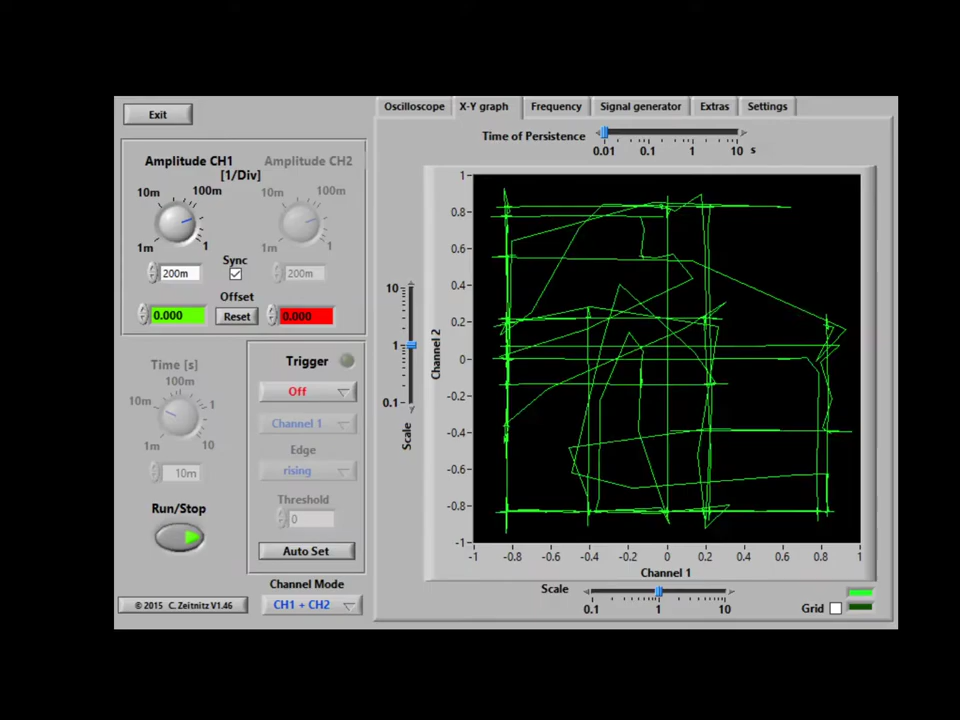 Exit
Oscilloscope X-Y graph Frequency Signal generator Extras Settings
Time of Persistence
0.01 0.1 1 10 s
Amplitude CH1 Amplitude CH2
[1/Div]
10m 100m 10m 100m
1m 1 1m 1
Sync
200m 200m
Offset
0.000 Reset 0.000
Time [s]
100m
10m 1
1m 10
10m
Run/Stop
Trigger
Off
Channel 1
Edge
rising
Threshold
0
Auto Set
Channel Mode
CH1 + CH2
© 2015 C. Zeitnitz V1.46
10
1
0.1
Scale
Channel 2
1
0.8
0.6
0.4
0.2
0
-0.2
-0.4
-0.6
-0.8
-1
-1 -0.8 -0.6 -0.4 -0.2 0 0.2 0.4 0.6 0.8 1
Channel 1
Scale
0.1 1 10
Grid